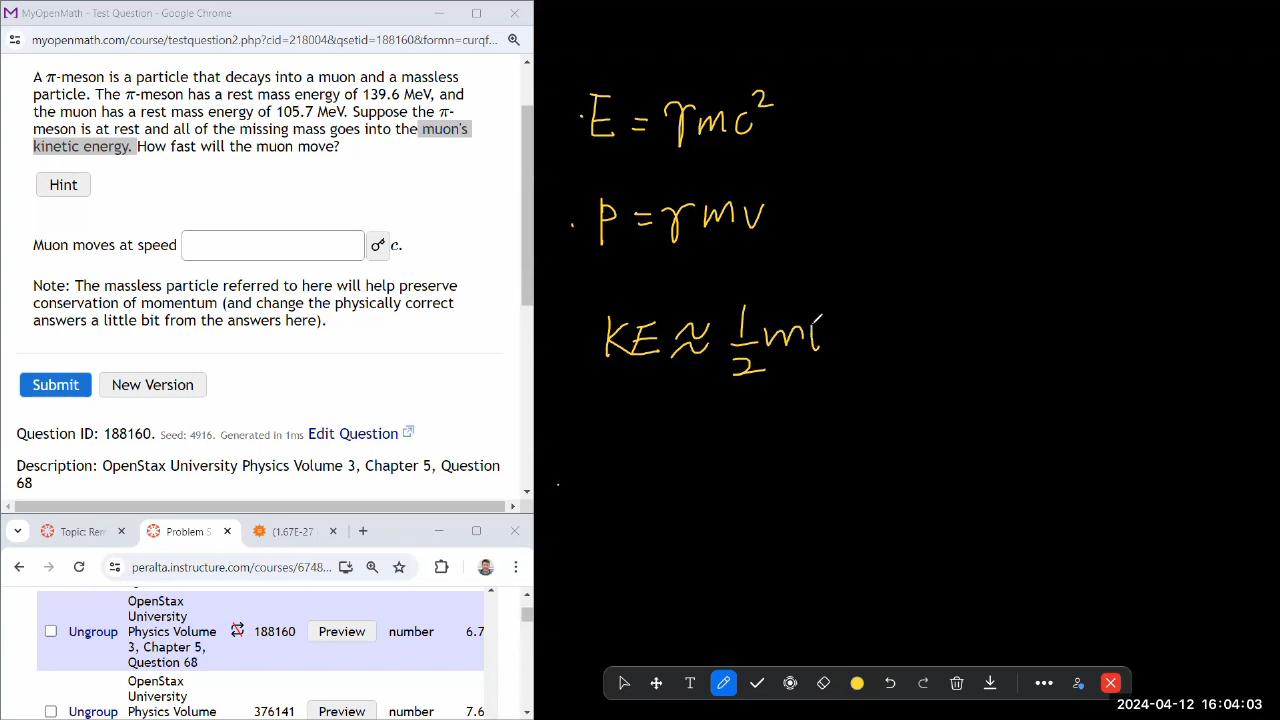 MyOpenMath - Test Question - Google Chrome
myopenmath.com/course/testquestion2.php?cid=218004&qsetid=188160&formn=curqf...
A π-meson is a particle that decays into a muon and a massless
particle. The π-meson has a rest mass energy of 139.6 MeV, and
the muon has a rest mass energy of 105.7 MeV. Suppose the π-
meson is at rest and all of the missing mass goes into the muon's
kinetic energy. How fast will the muon move?
Hint
Muon moves at speed c.
Note: The massless particle referred to here will help preserve
conservation of momentum (and change the physically correct
answers a little bit from the answers here).
Submit New Version
Question ID: 188160. Seed: 4916. Generated in 1ms Edit Question
Description: OpenStax University Physics Volume 3, Chapter 5, Question
68
E = γmc²
p = γmv
KE ≈ 1/2 m
Topic: Rem Problem S (1.67E-27
peralta.instructure.com/courses/6748...
OpenStax
University
Physics Volume
3, Chapter 5,
Question 68
Ungroup 188160 Preview number 6.7
OpenStax
University
Ungroup Physics Volume 376141 Preview number 7.6
T
2024-04-12 16:04:03